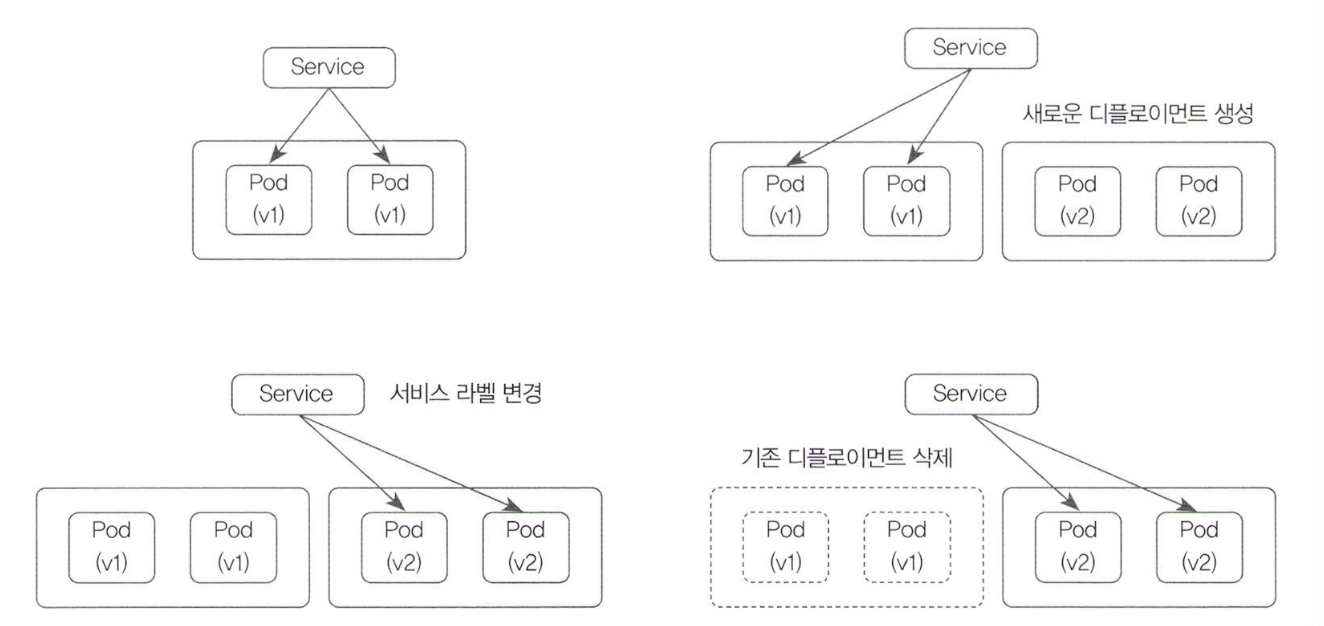 Service
Pod
(v1)
Pod
(v1)
Service
새로운 디플로이먼트 생성
Pod
(v1)
Pod
(v1)
Pod
(v2)
Pod
(v2)
Service
서비스 라벨 변경
Pod
(v1)
Pod
(v1)
Pod
(v2)
Pod
(v2)
Service
기존 디플로이먼트 삭제
Pod
(v1)
Pod
(v1)
Pod
(v2)
Pod
(v2)